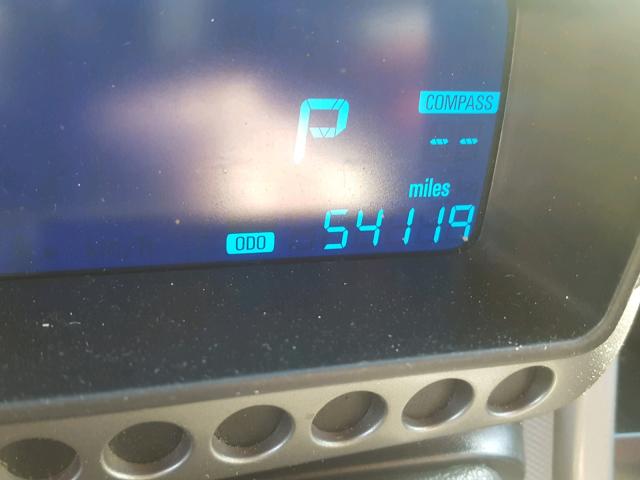 P
COMPASS
--
miles
ODO 54119